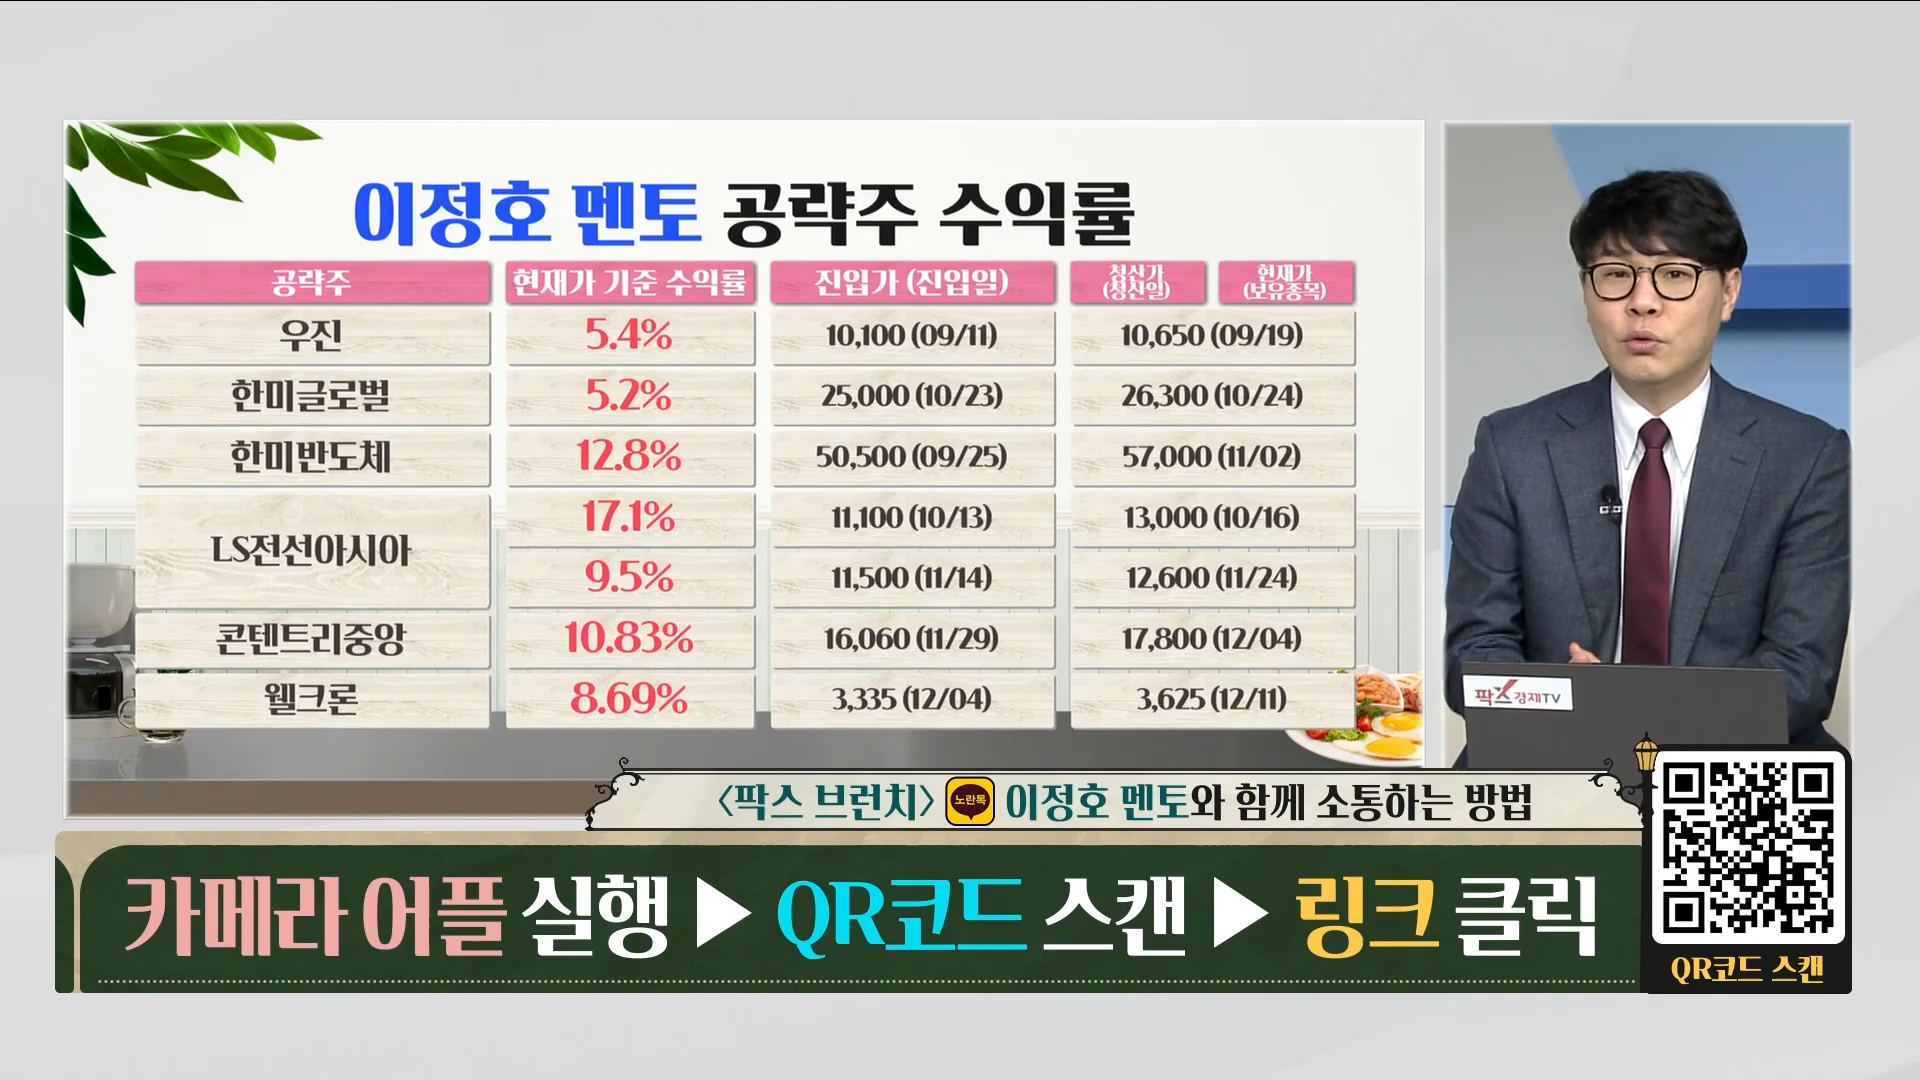 이정호 멘토 공략주 수익률
공략주 현재가 기준 수익률 진입가 (진입일) 청산가 (청산일) 현재가 (보유종목)
우진 5.4% 10,100 (09/11) 10,650 (09/19)
한미글로벌 5.2% 25,000 (10/23) 26,300 (10/24)
한미반도체 12.8% 50,500 (09/25) 57,000 (11/02)
LS전선아시아 17.1% 11,100 (10/13) 13,000 (10/16)
9.5% 11,500 (11/14) 12,600 (11/24)
콘텐트리중앙 10.83% 16,060 (11/29) 17,800 (12/04)
웰크론 8.69% 3,335 (12/04) 3,625 (12/11)
팍스경제TV
〈팍스 브런치〉 노란톡 이정호 멘토와 함께 소통하는 방법
카메라 어플 실행 ▶ QR코드 스캔 ▶ 링크 클릭
QR코드 스캔